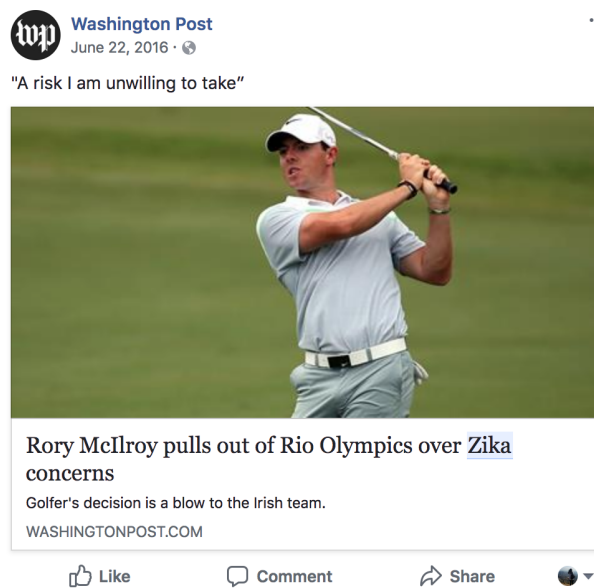 wp
Washington Post
June 22, 2016 ·
"A risk I am unwilling to take”
Rory McIlroy pulls out of Rio Olympics over Zika
concerns
Golfer's decision is a blow to the Irish team.
WASHINGTONPOST.COM
Like
Comment
Share